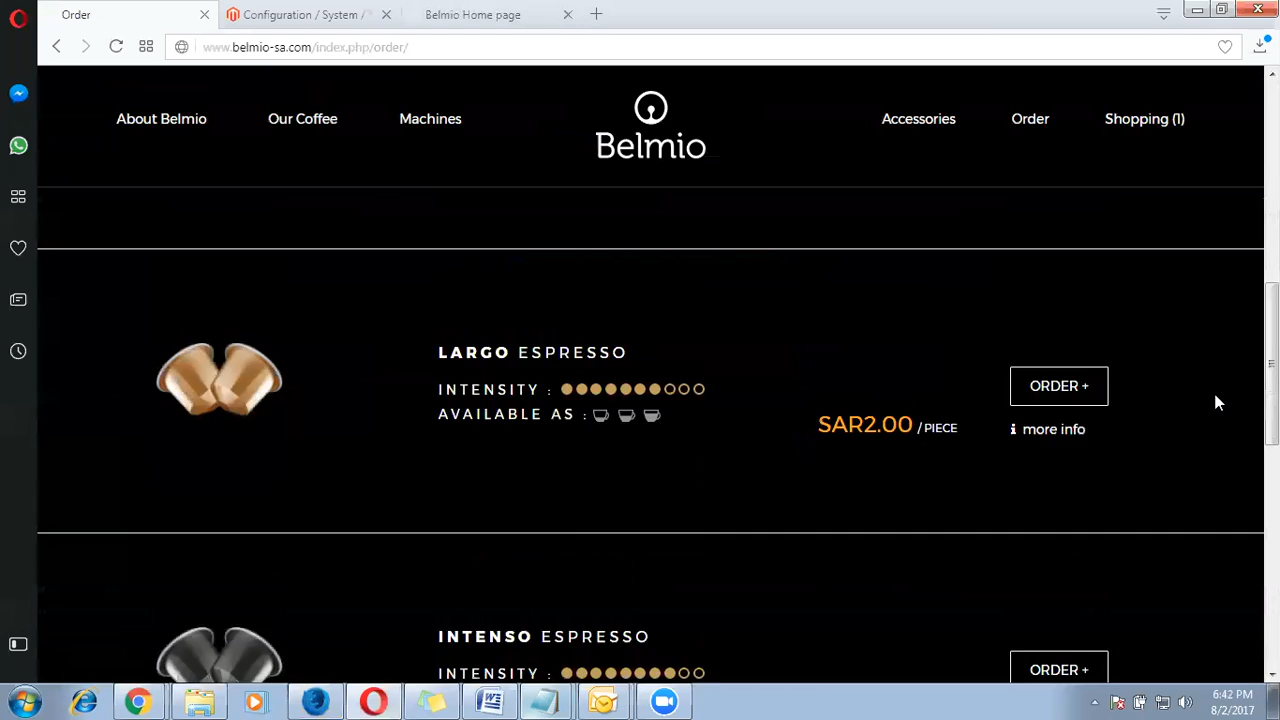 Order
Configuration / System /
Belmio Home page
www.belmio-sa.com/index.php/order/
About Belmio
Our Coffee
Machines
Belmio
Accessories
Order
Shopping (1)
LARGO ESPRESSO
INTENSITY :
AVAILABLE AS :
SAR2.00 / PIECE
ORDER +
more info
INTENSO ESPRESSO
INTENSITY :
ORDER +
6:42 PM
8/2/2017